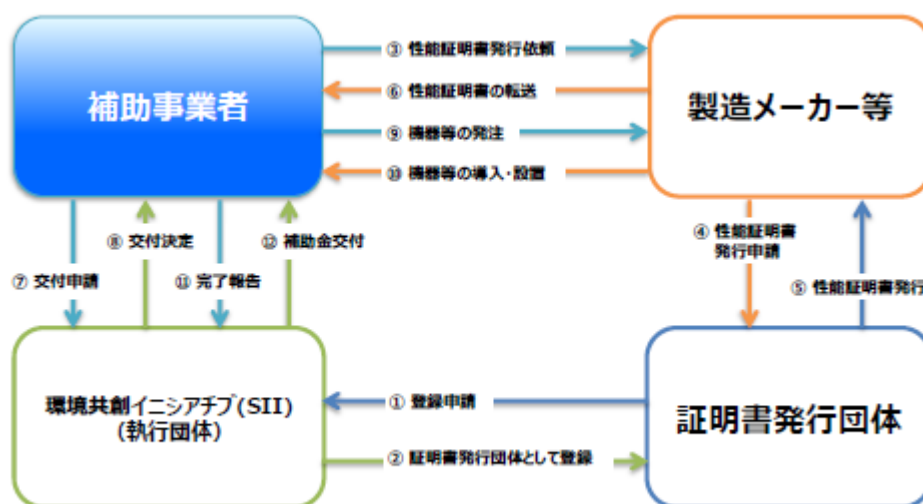 ③ 性能証明書発行依頼
⑥ 性能証明書の転送
補助事業者
製造メーカー等
⑨ 機器等の発注
⑩ 機器等の導入・設置
④ 性能証明書
発行申請
⑧ 交付決定
⑫ 補助金交付
⑦ 交付申請
⑪ 完了報告
⑤ 性能証明書発行
環境共創イニシアチブ(SII)
(執行団体)
① 登録申請
証明書発行団体
② 証明書発行団体として登録